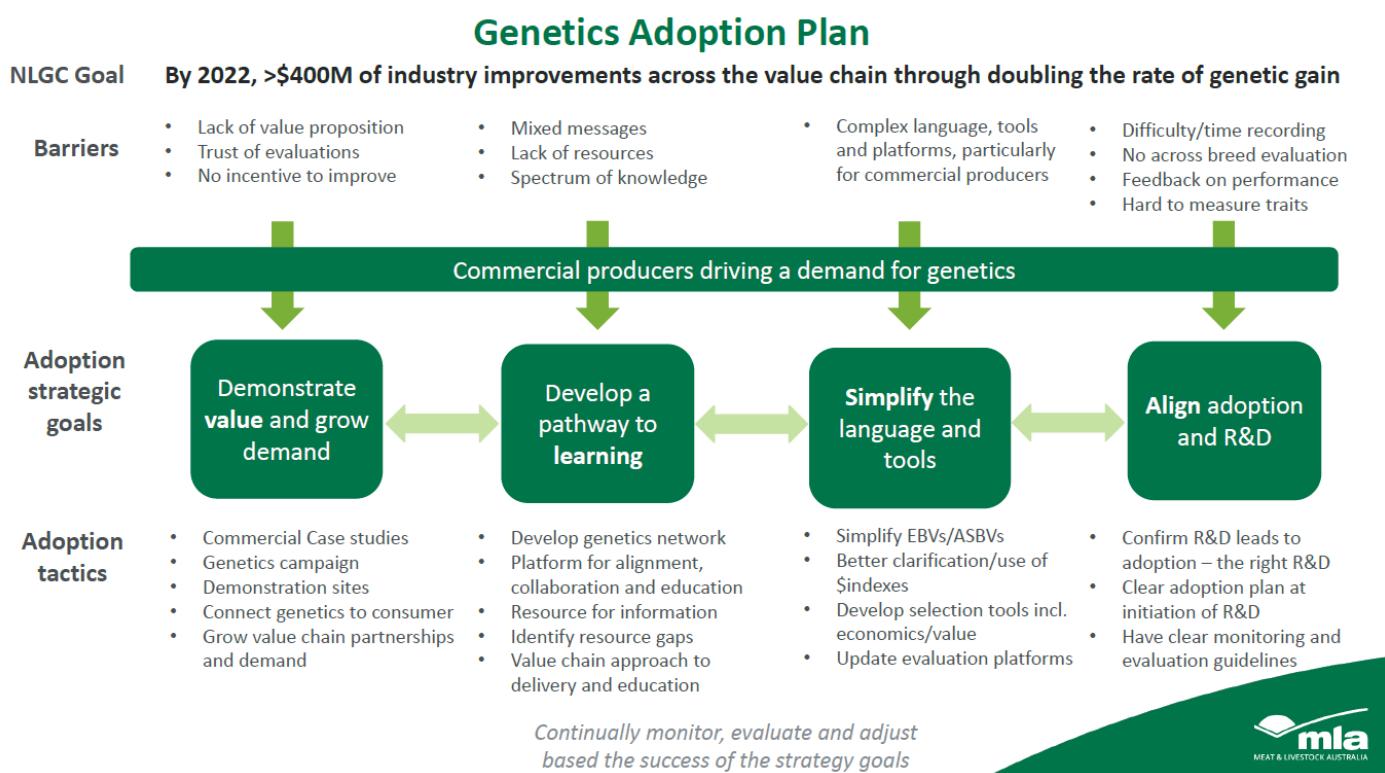 Genetics Adoption Plan
NLGC Goal
By 2022, >$400M of industry improvements across the value chain through doubling the rate of genetic gain
Barriers
• Lack of value proposition
• Trust of evaluations
• No incentive to improve
• Mixed messages
• Lack of resources
• Spectrum of knowledge
• Complex language, tools
and platforms, particularly
for commercial producers
• Difficulty/time recording
• No across breed evaluation
• Feedback on performance
• Hard to measure traits
Commercial producers driving a demand for genetics
Adoption
strategic
goals
Demonstrate
value and grow
demand
Develop a
pathway to
learning
Simplify the
language and
tools
Align adoption
and R&D
Adoption
tactics
• Commercial Case studies
• Genetics campaign
• Demonstration sites
• Connect genetics to consumer
• Grow value chain partnerships
and demand
• Develop genetics network
• Platform for alignment,
collaboration and education
• Resource for information
• Identify resource gaps
• Value chain approach to
delivery and education
• Simplify EBVs/ASBVs
• Better clarification/use of
$indexes
• Develop selection tools incl.
economics/value
• Update evaluation platforms
• Confirm R&D leads to
adoption – the right R&D
• Clear adoption plan at
initiation of R&D
• Have clear monitoring and
evaluation guidelines
Continually monitor, evaluate and adjust
based the success of the strategy goals
mla
MEAT & LIVESTOCK AUSTRALIA